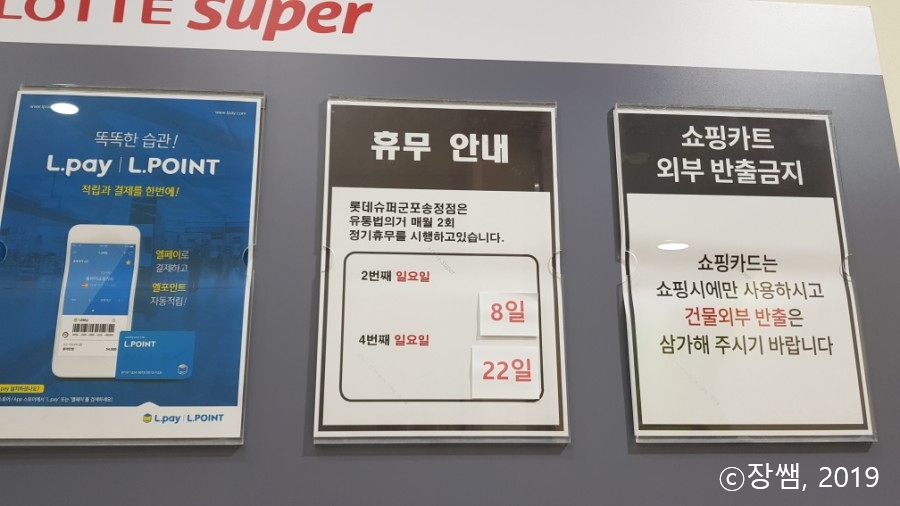 LOTTE super
www.lpay.com
똑똑한 습관!
L.pay | L.POINT
적립과 결제를 한번에!
엘페이로
결제하고
엘포인트
자동적립!
L.POINT
L.pay | L.POINT
휴무 안내
롯데슈퍼군포송정점은
유통법의거 매월 2회
정기휴무를 시행하고있습니다.
2번째 일요일
8일
4번째 일요일
22일
쇼핑카트
외부 반출금지
쇼핑카드는
쇼핑시에만 사용하시고
건물외부 반출은
삼가해 주시기 바랍니다
©장쌤, 2019